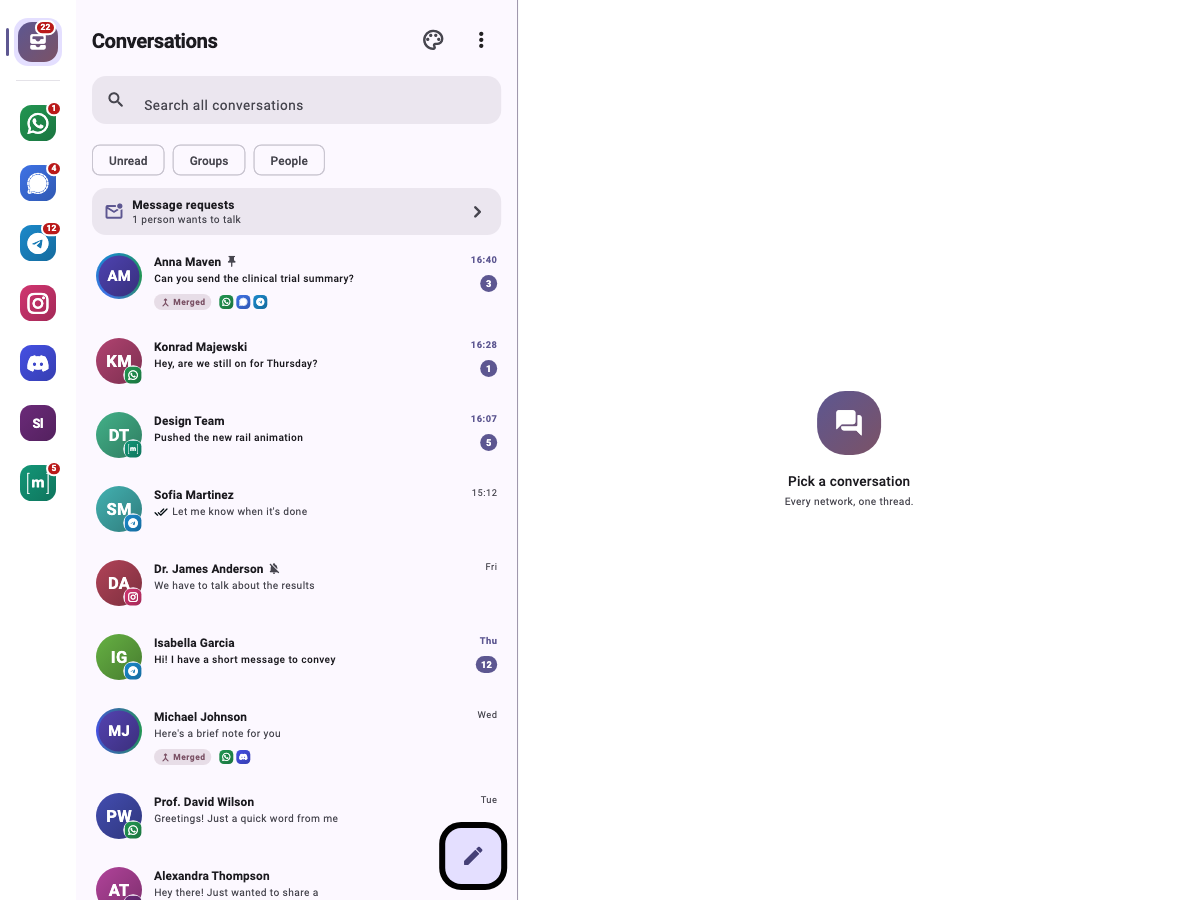 22
Conversations
Search all conversations
Unread
Groups
People
Message requests
1 person wants to talk
AM
Anna Maven
16:40
Can you send the clinical trial summary?
3
Merged
KM
Konrad Majewski
16:28
Hey, are we still on for Thursday?
1
DT
[m]
Design Team
16:07
Pushed the new rail animation
5
SM
Sofia Martinez
15:12
Let me know when it's done
DA
Dr. James Anderson
Fri
We have to talk about the results
IG
Isabella Garcia
Thu
Hi! I have a short message to convey
12
MJ
Michael Johnson
Wed
Here's a brief note for you
Merged
PW
Prof. David Wilson
Tue
Greetings! Just a quick word from me
AT
Alexandra Thompson
Hey there! Just wanted to share a
1
4
12
Sl
5
[m]
Pick a conversation
Every network, one thread.